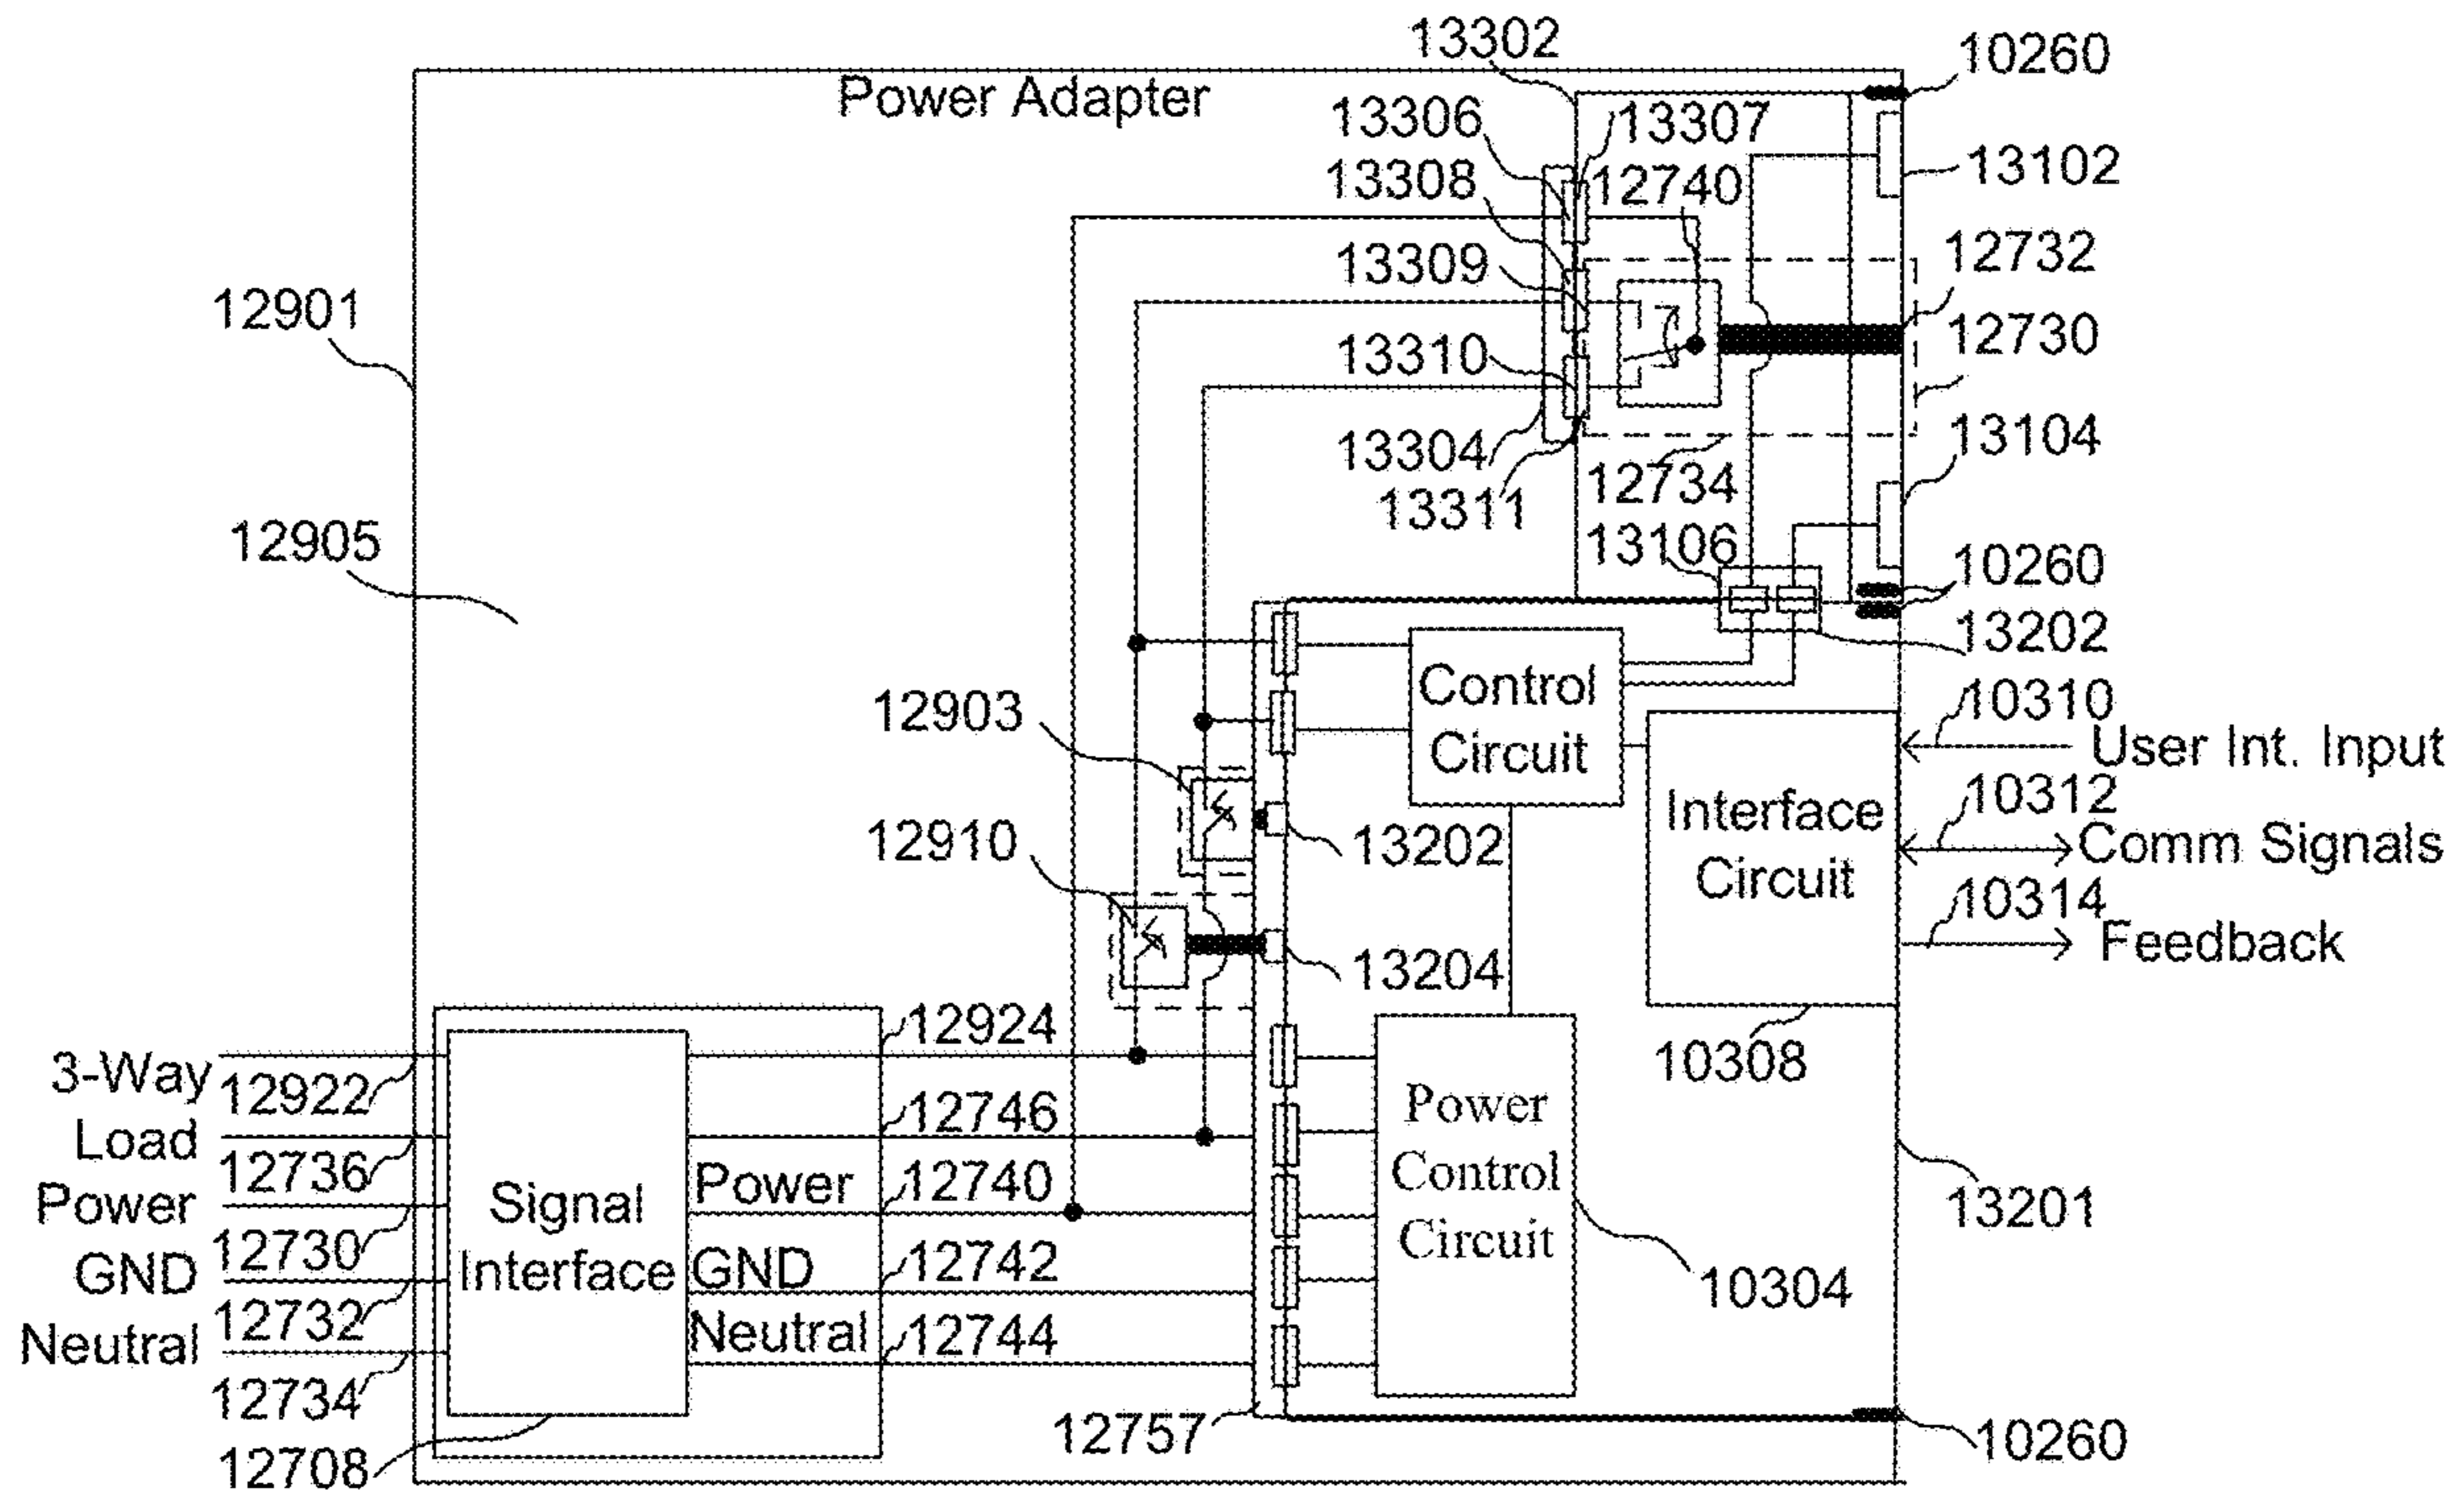 13302
10260
Power Adapter
13306
13307
13308
12740
13102
13309
12732
12901
13310
12730
13304
12734
13104
13311
12905
13106
10260
13202
Control
Circuit
12903
10310
User Int. Input
Interface
Circuit
10312
Comm Signals
12910
13202
10314
Feedback
13204
12924
10308
3-Way
12922
12746
Power
Control
Circuit
Load
12736
Signal
Interface
Power
12740
13201
Power
12730
GND
12742
10304
GND
12732
Neutral
12744
Neutral
12734
12757
10260
12708